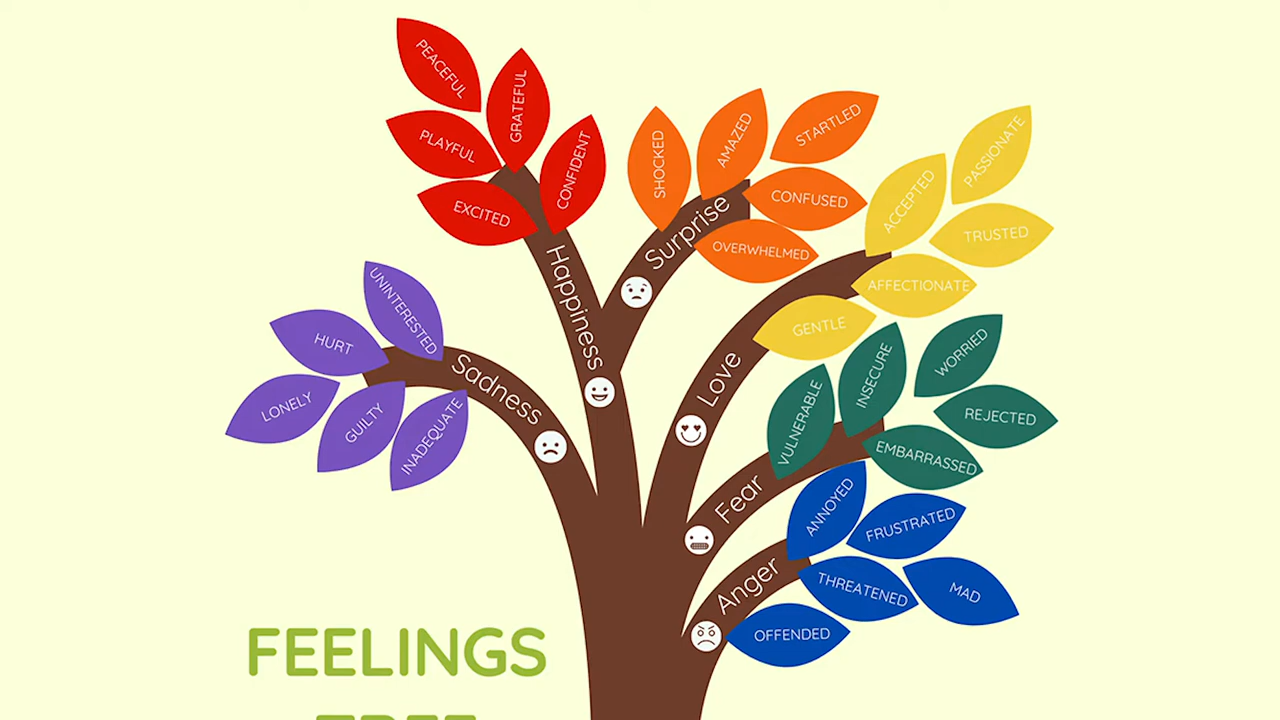 PEACEFUL
GRATEFUL
PLAYFUL
CONFIDENT
EXCITED
Happiness
SHOCKED
AMAZED
STARTLED
CONFUSED
OVERWHELMED
Surprise
PASSIONATE
ACCEPTED
TRUSTED
AFFECTIONATE
GENTLE
Love
UNINTERESTED
HURT
LONELY
GUILTY
INADEQUATE
Sadness
WORRIED
INSECURE
VULNERABLE
REJECTED
EMBARRASSED
Fear
ANNOYED
FRUSTRATED
THREATENED
MAD
OFFENDED
Anger
FEELINGS